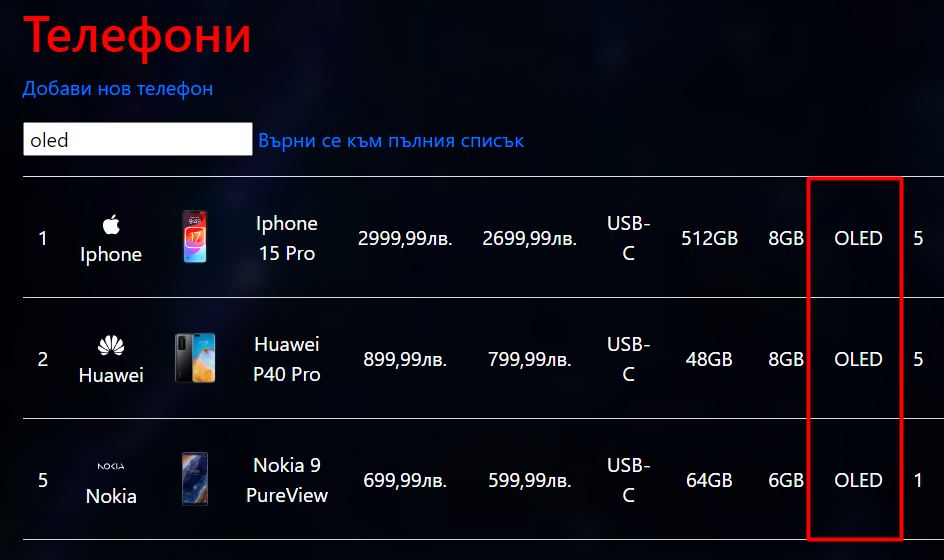 Телефони
Добави нов телефон
oled Върни се към пълния списък
1 Iphone Iphone 15 Pro 2999,99лв. 2699,99лв. USB-C 512GB 8GB OLED 5
2 Huawei Huawei P40 Pro 899,99лв. 799,99лв. USB-C 48GB 8GB OLED 5
5 NOKIA Nokia Nokia 9 PureView 699,99лв. 599,99лв. USB-C 64GB 6GB OLED 1